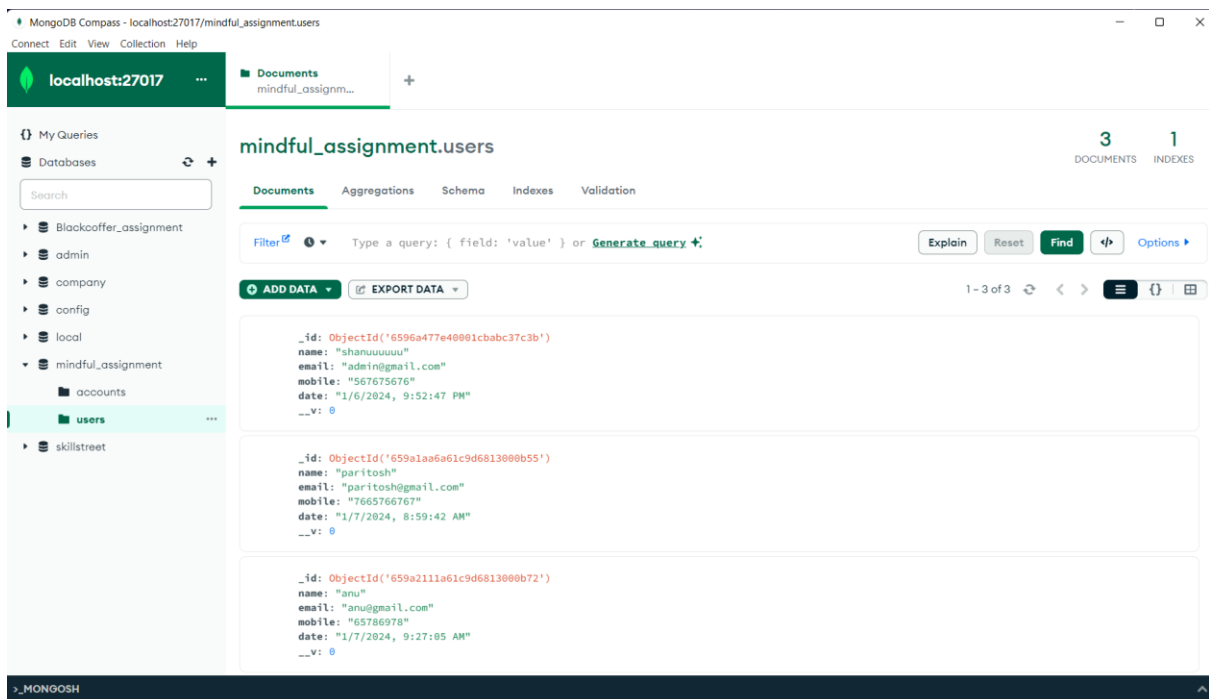 MongoDB Compass - localhost:27017/mindful_assignment.users
Connect Edit View Collection Help
localhost:27017 ...
Documents
mindful_assignm...
+
{} My Queries
Databases
Search
Blackcoffer_assignment
admin
company
config
local
mindful_assignment
accounts
users ...
skillstreet
mindful_assignment.users
3
DOCUMENTS
1
INDEXES
Documents Aggregations Schema Indexes Validation
Filter Type a query: { field: 'value' } or Generate query Explain Reset Find </> Options
ADD DATA EXPORT DATA 1 – 3 of 3 {}
_id: ObjectId('6596a477e40001cbabc37c3b')
name: "shanuuuuuu"
email: "admin@gmail.com"
mobile: "567675676"
date: "1/6/2024, 9:52:47 PM"
__v: 0
_id: ObjectId('659a1aa6a61c9d6813000b55')
name: "paritosh"
email: "paritosh@gmail.com"
mobile: "7665766767"
date: "1/7/2024, 8:59:42 AM"
__v: 0
_id: ObjectId('659a2111a61c9d6813000b72')
name: "anu"
email: "anu@gmail.com"
mobile: "65786978"
date: "1/7/2024, 9:27:05 AM"
__v: 0
>_MONGOSH